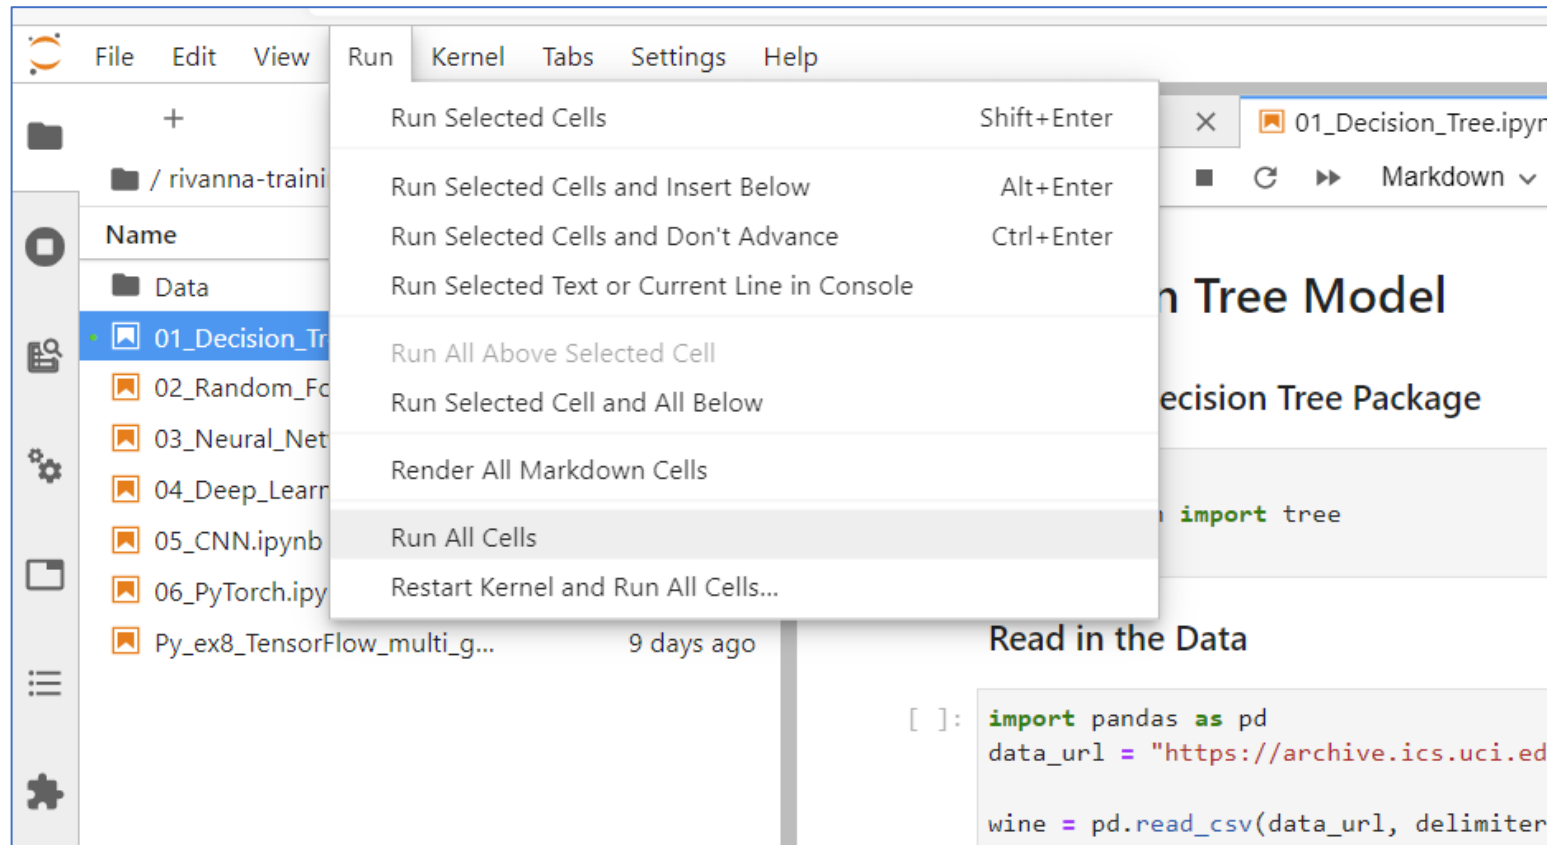 File Edit View Run Kernel Tabs Settings Help
Run Selected Cells Shift+Enter
Run Selected Cells and Insert Below Alt+Enter
Run Selected Cells and Don't Advance Ctrl+Enter
Run Selected Text or Current Line in Console
Run All Above Selected Cell
Run Selected Cell and All Below
Render All Markdown Cells
Run All Cells
Restart Kernel and Run All Cells...
+
/ rivanna-traini
Name
Data
01_Decision_Tr
02_Random_Fo
03_Neural_Net
04_Deep_Learn
05_CNN.ipynb
06_PyTorch.ipy
Py_ex8_TensorFlow_multi_g... 9 days ago
01_Decision_Tree.ipyn
Markdown
n Tree Model
ecision Tree Package
import tree
Read in the Data
[ ]: import pandas as pd
data_url = "https://archive.ics.uci.ed
wine = pd.read_csv(data_url, delimiter